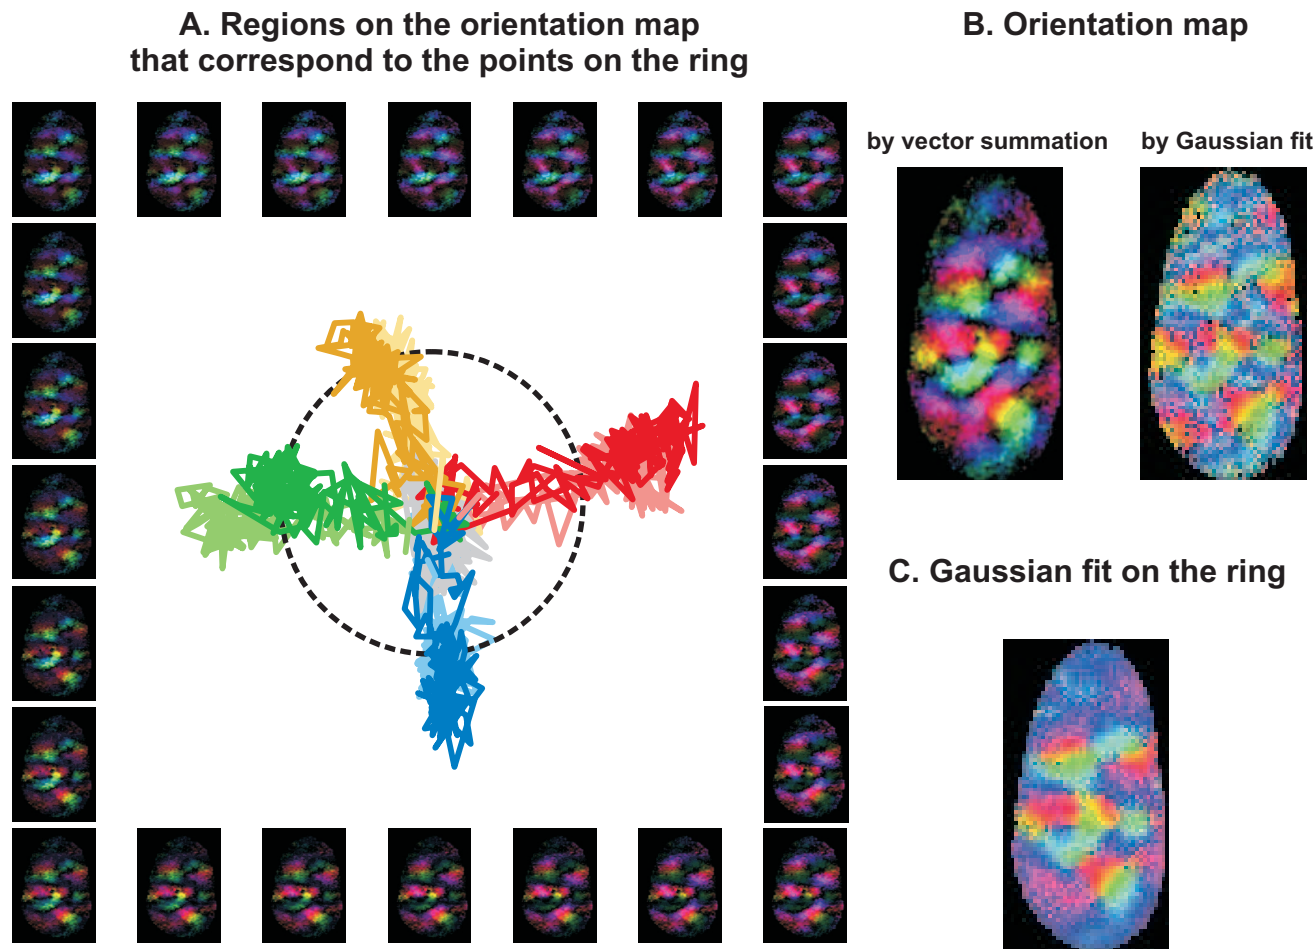 A. Regions on the orientation map
that correspond to the points on the ring
B. Orientation map
by vector summation
by Gaussian fit
C. Gaussian fit on the ring